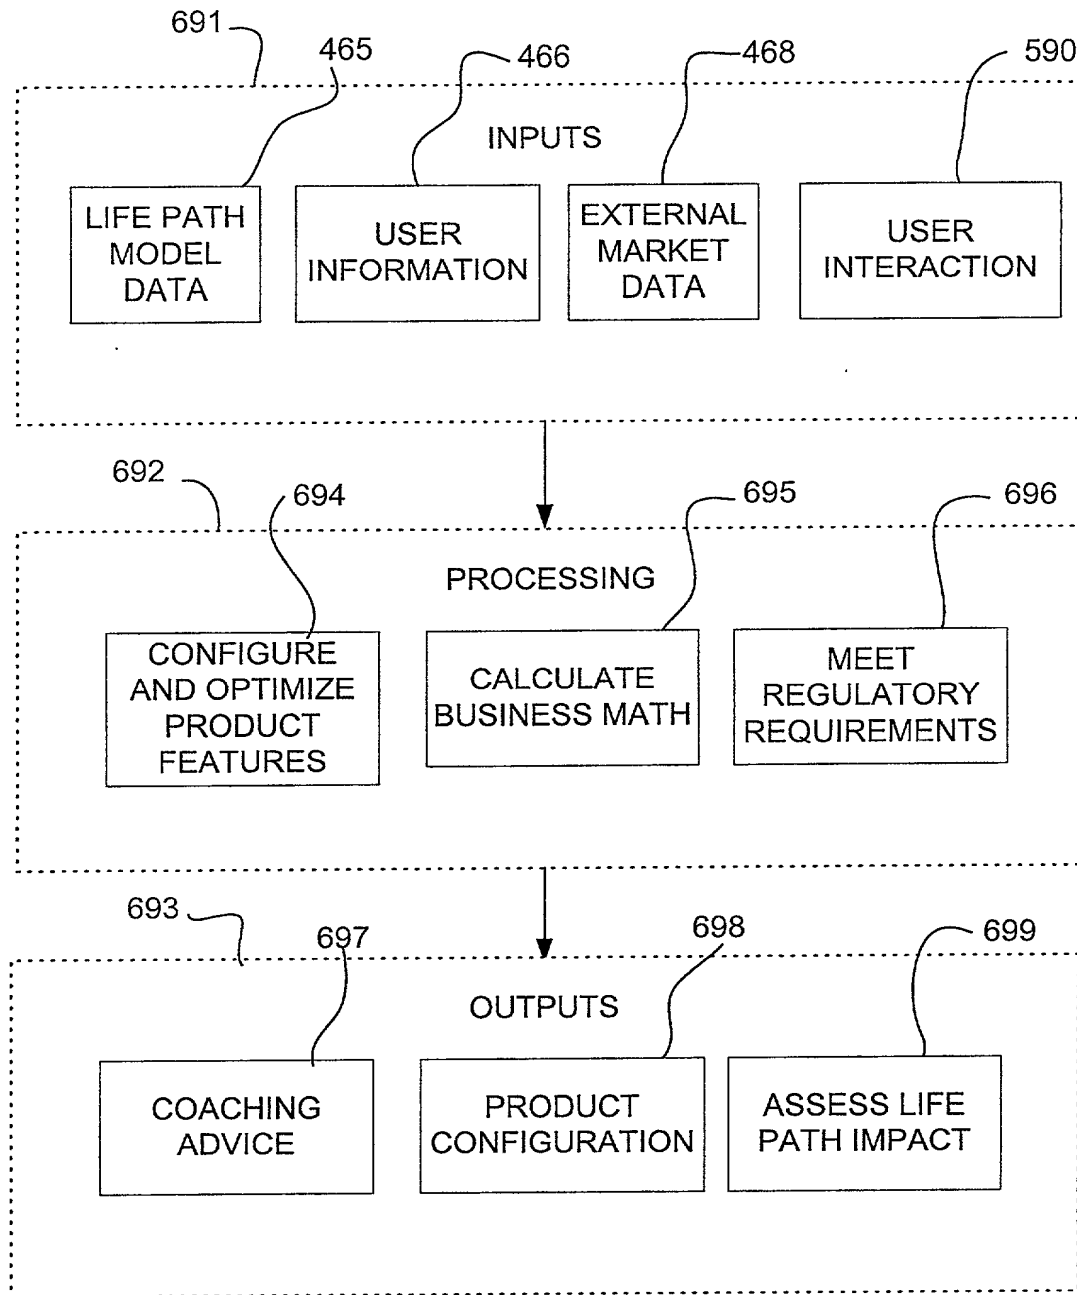 691
465
466
468
590
INPUTS
LIFE PATH
MODEL
DATA
USER
INFORMATION
EXTERNAL
MARKET
DATA
USER
INTERACTION
692
694
695
696
PROCESSING
CONFIGURE
AND OPTIMIZE
PRODUCT
FEATURES
CALCULATE
BUSINESS MATH
MEET
REGULATORY
REQUIREMENTS
693
697
698
699
OUTPUTS
COACHING
ADVICE
PRODUCT
CONFIGURATION
ASSESS LIFE
PATH IMPACT